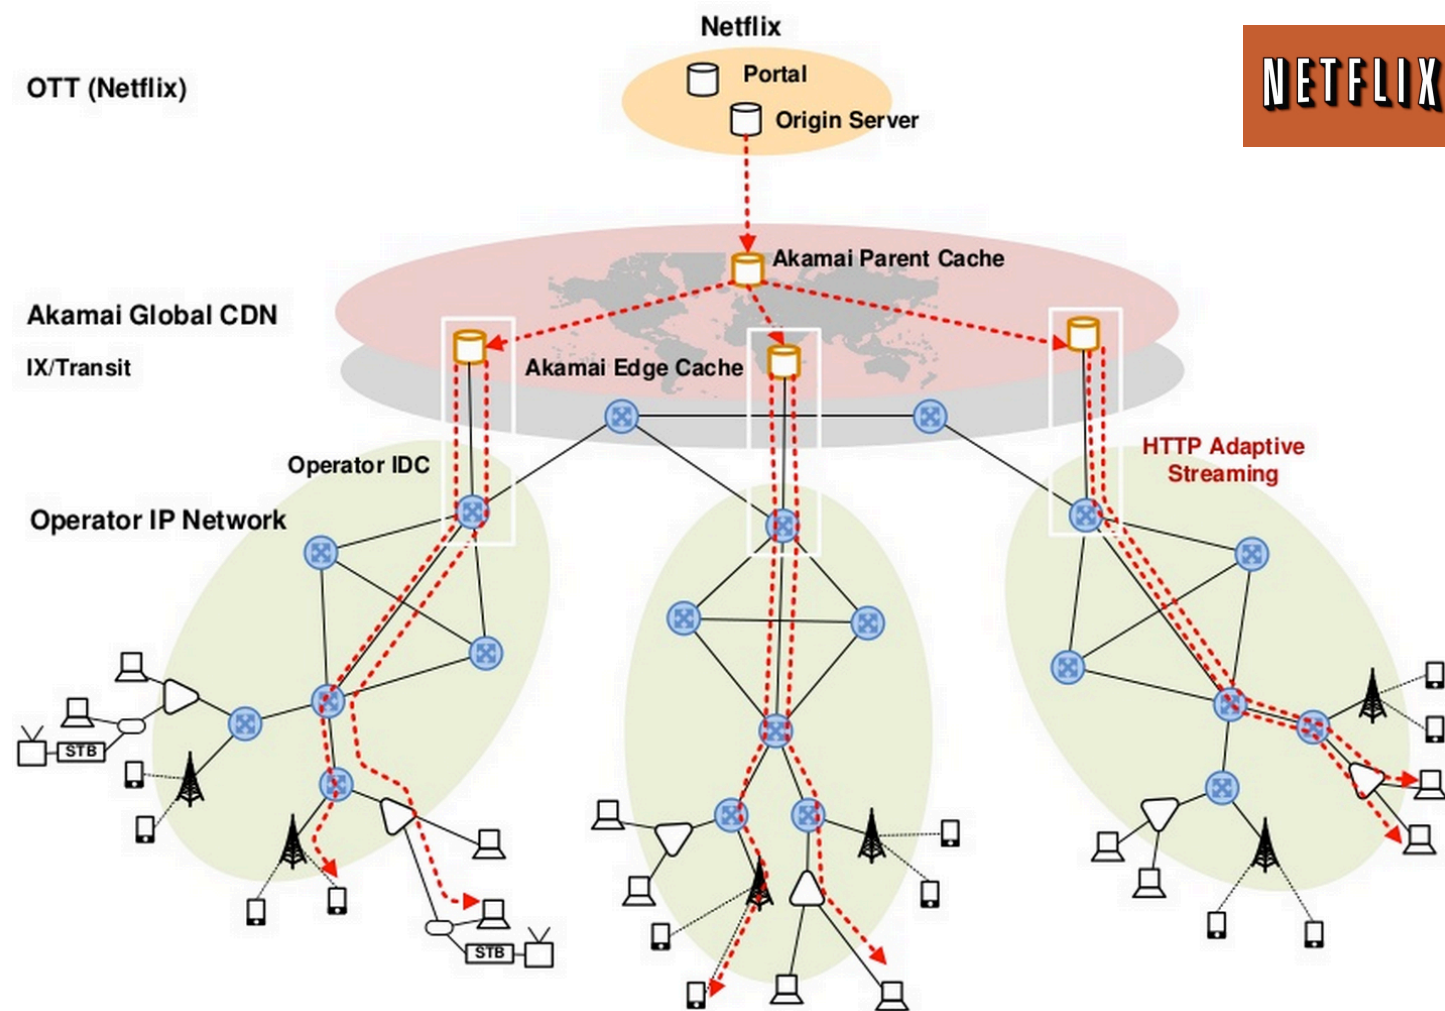 Netflix
OTT (Netflix)
Portal
Origin Server
NETFLIX
Akamai Parent Cache
Akamai Global CDN
IX/Transit
Akamai Edge Cache
HTTP Adaptive
Streaming
Operator IDC
Operator IP Network
STB
STB